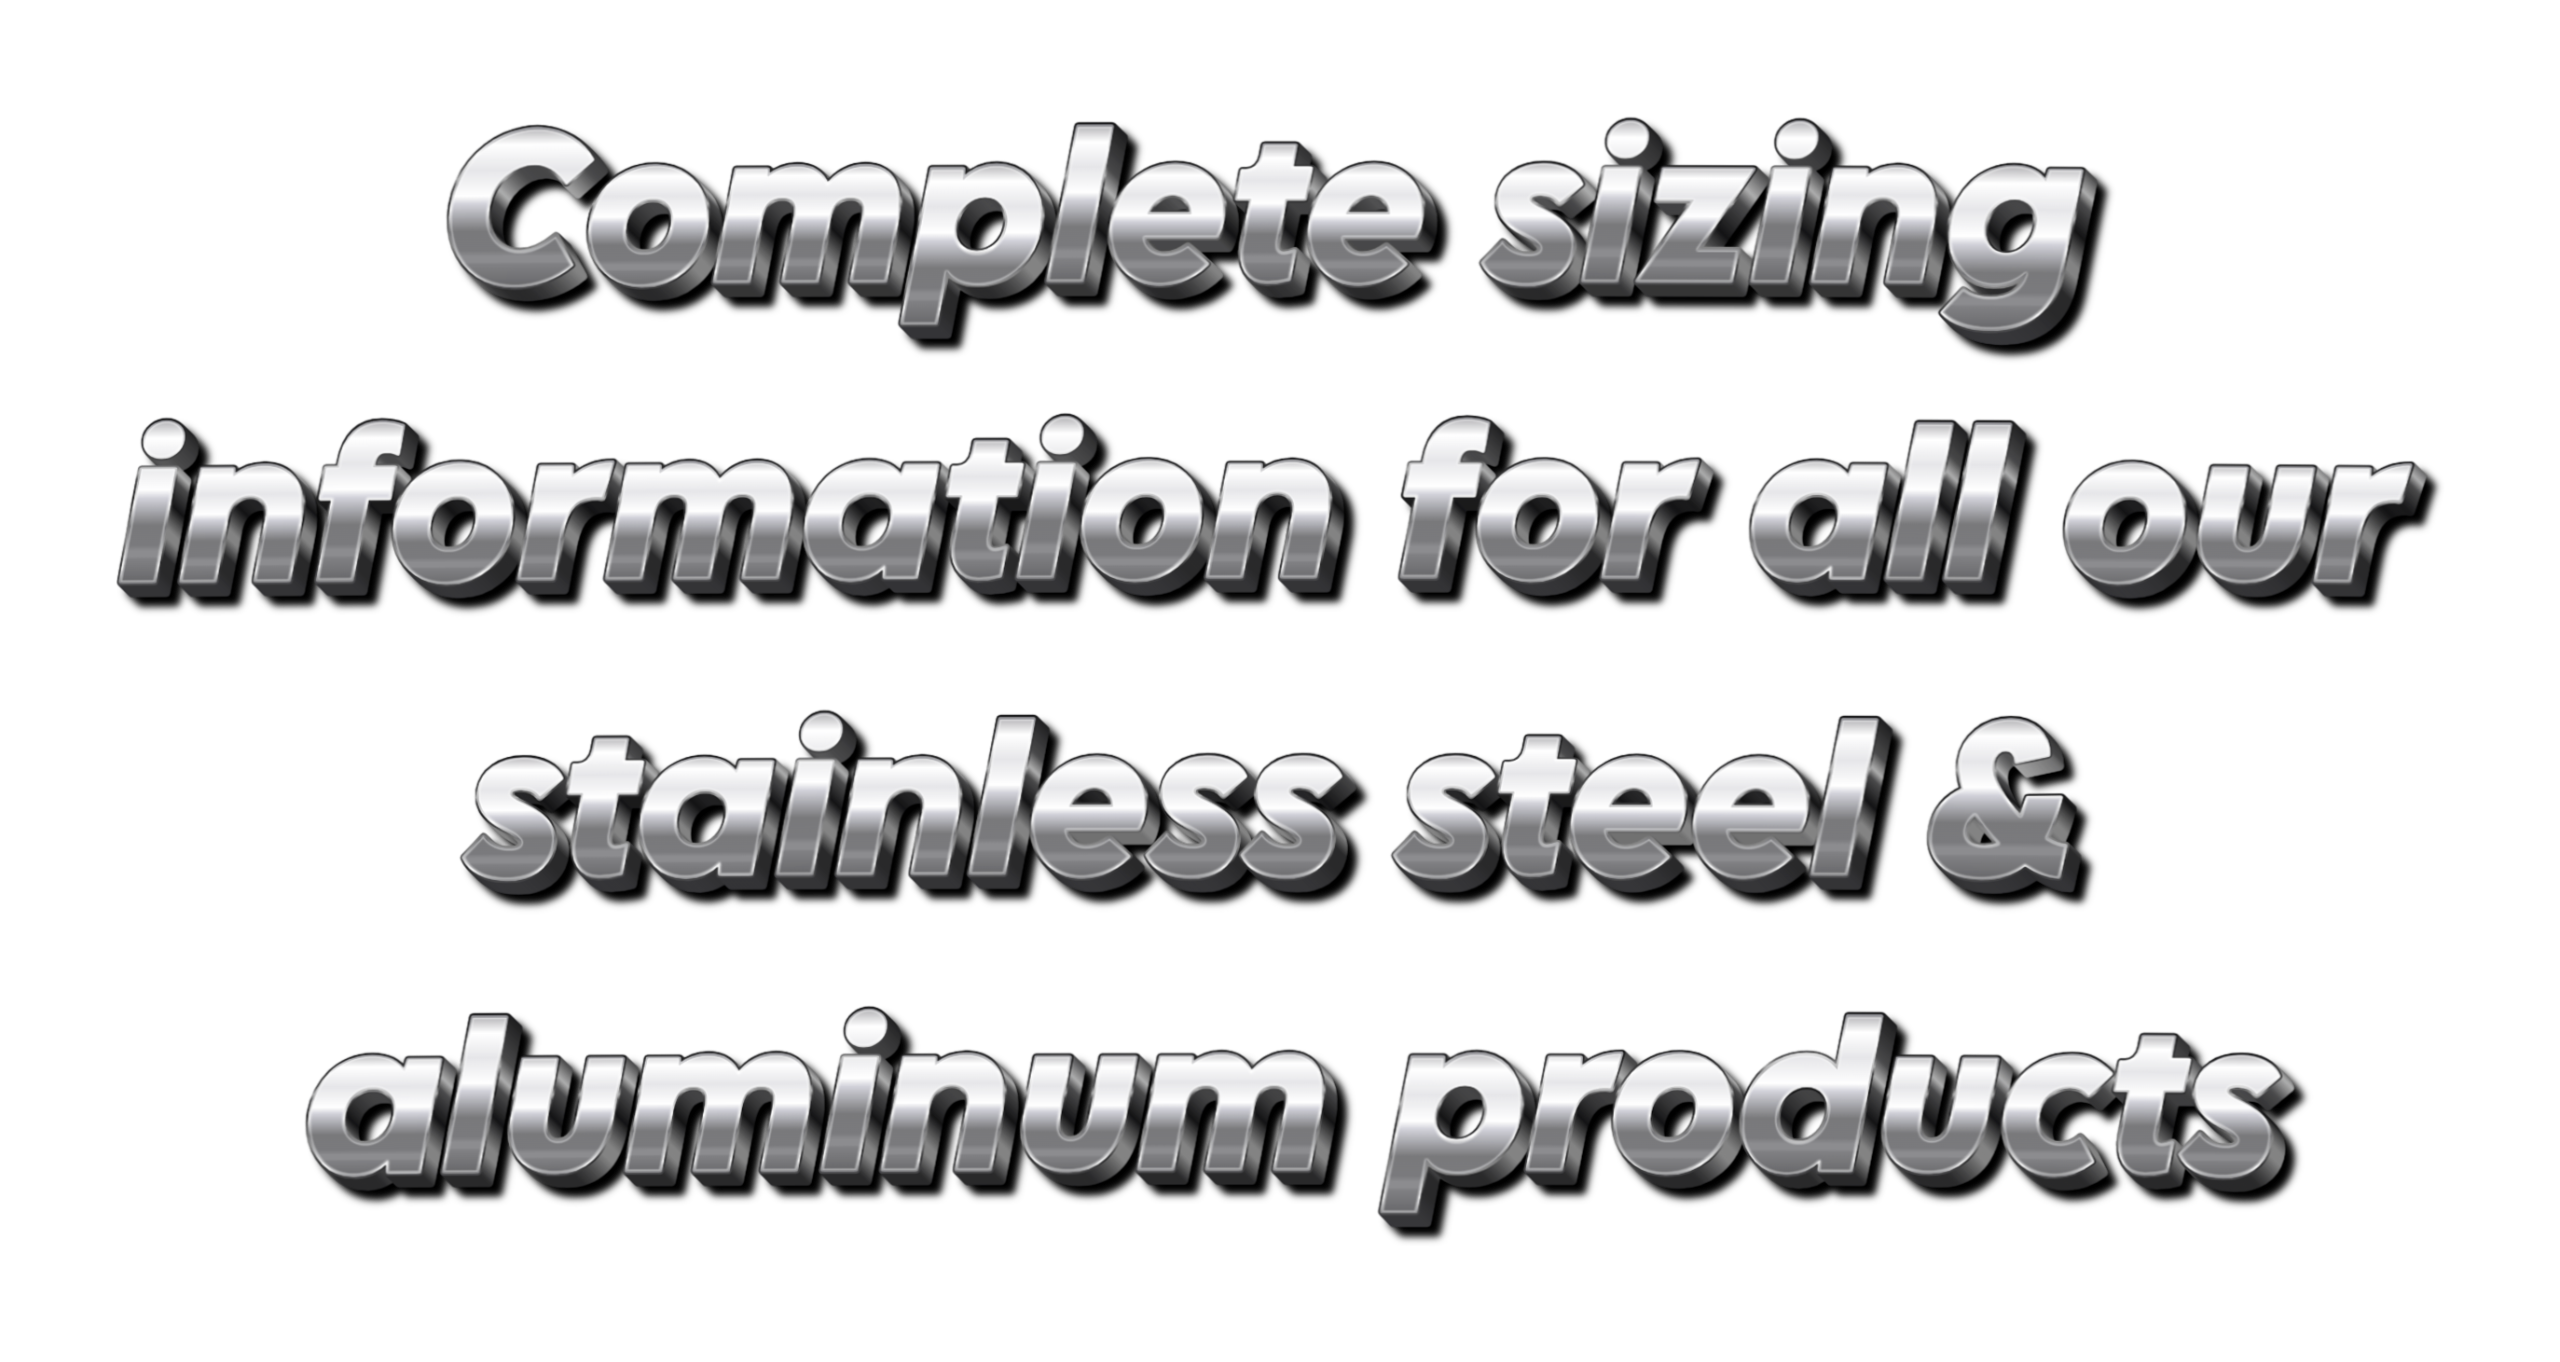 Complete sizing
information for all our
stainless steel &
aluminum products